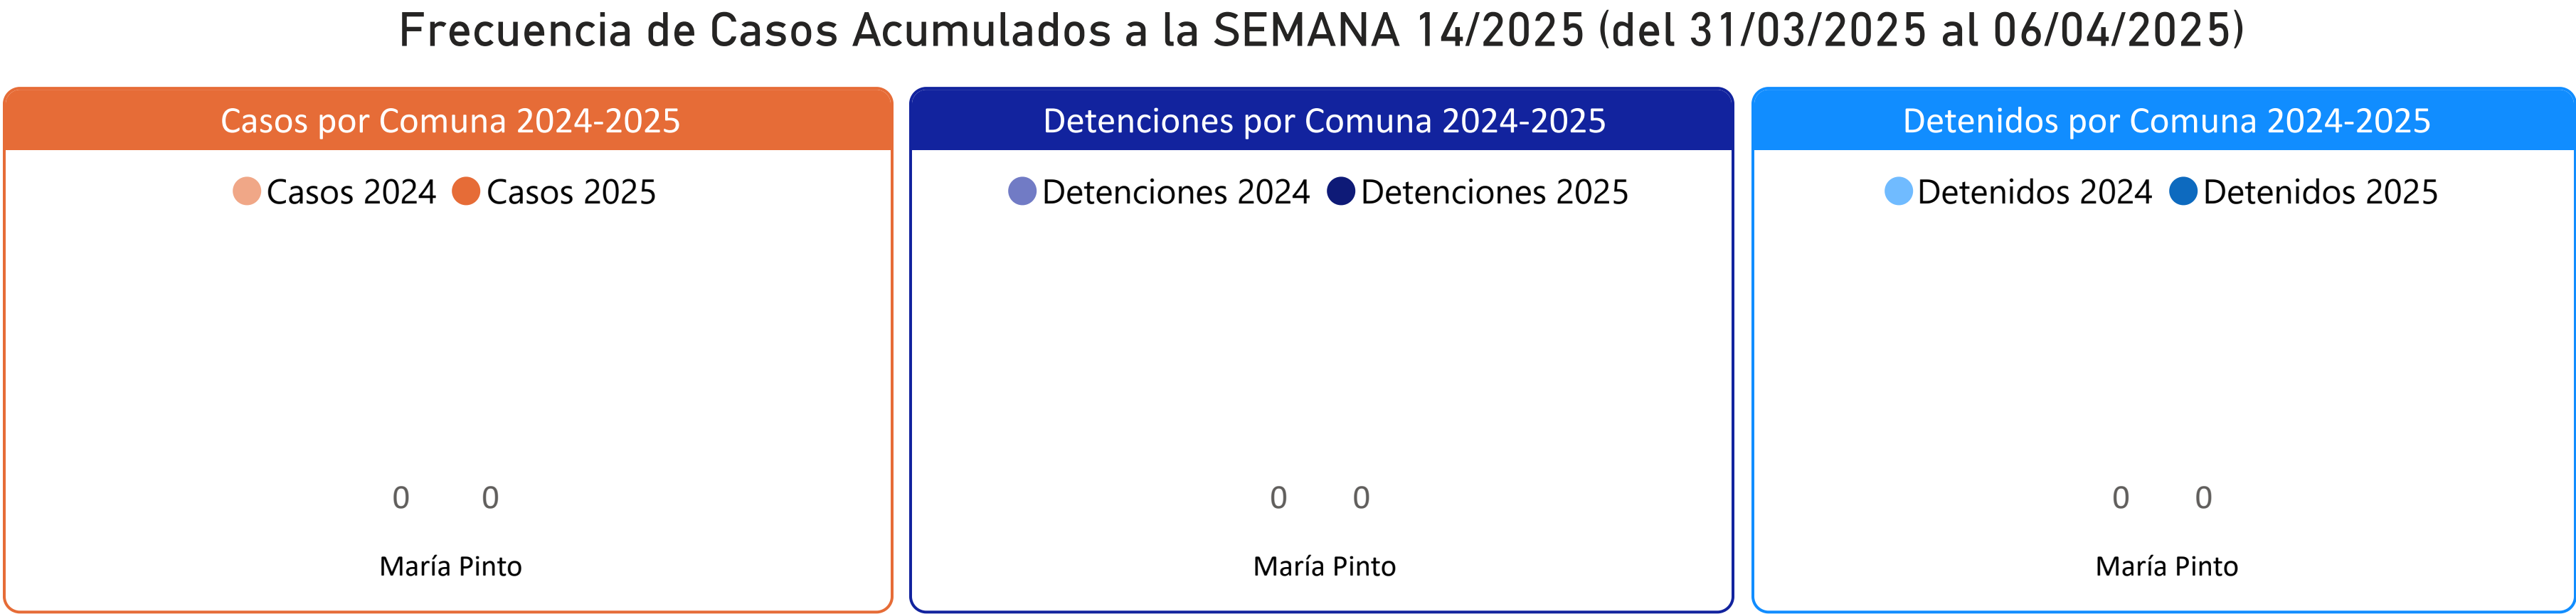 Frecuencia de Casos Acumulados a la SEMANA 14/2025 (del 31/03/2025 al 06/04/2025)
Casos por Comuna 2024-2025
Casos 2024 Casos 2025
0 0
María Pinto
Detenciones por Comuna 2024-2025
Detenciones 2024 Detenciones 2025
0 0
María Pinto
Detenidos por Comuna 2024-2025
Detenidos 2024 Detenidos 2025
0 0
María Pinto